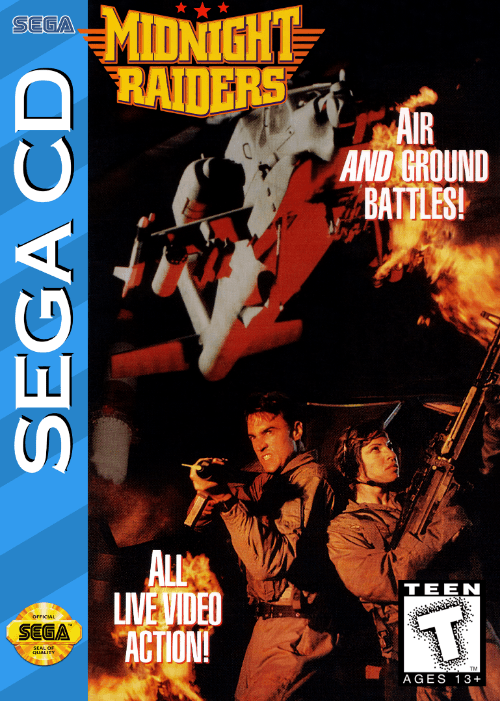 SEGA
SEGA CD
MIDNIGHT
RAIDERS
AIR
AND GROUND
BATTLES!
ALL
LIVE VIDEO
ACTION!
OFFICIAL
SEGA
SEAL OF
QUALITY
TEEN
T
TM
AGES 13+